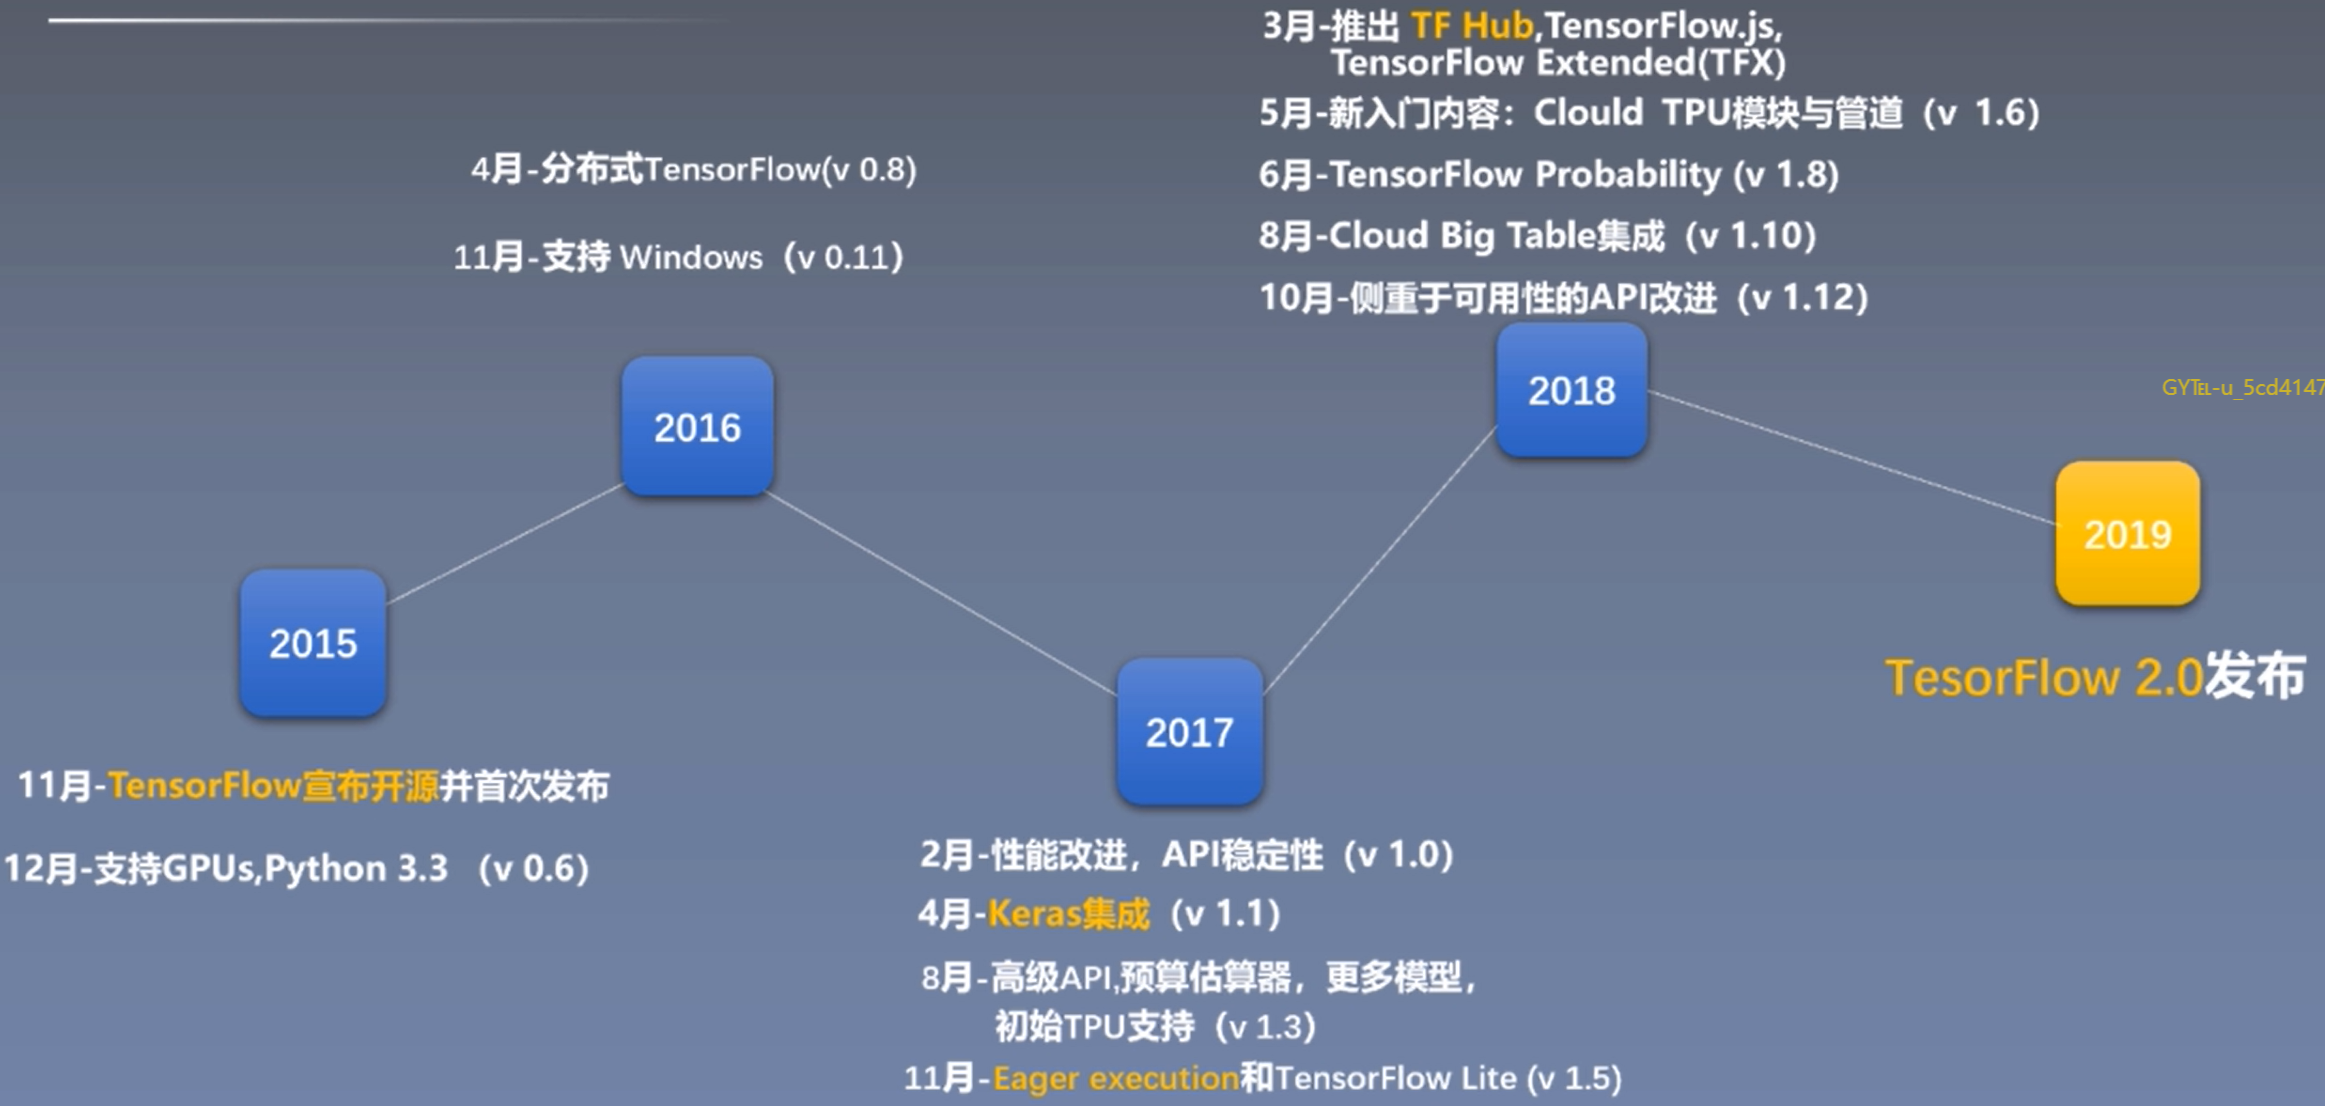 3月-推出 TF Hub,TensorFlow.js,
TensorFlow Extended(TFX)
5月-新入门内容：Clould TPU模块与管道（v 1.6）
6月-TensorFlow Probability (v 1.8)
8月-Cloud Big Table集成（v 1.10）
10月-侧重于可用性的API改进（v 1.12）
4月-分布式TensorFlow(v 0.8)
11月-支持 Windows（v 0.11）
2016
2018
GYTEL-u_5cd4147
2019
TesorFlow 2.0发布
2015
11月-TensorFlow宣布开源并首次发布
12月-支持GPUs,Python 3.3 （v 0.6）
2017
2月-性能改进，API稳定性（v 1.0）
4月-Keras集成（v 1.1）
8月-高级API,预算估算器，更多模型，
初始TPU支持（v 1.3）
11月-Eager execution和TensorFlow Lite (v 1.5)